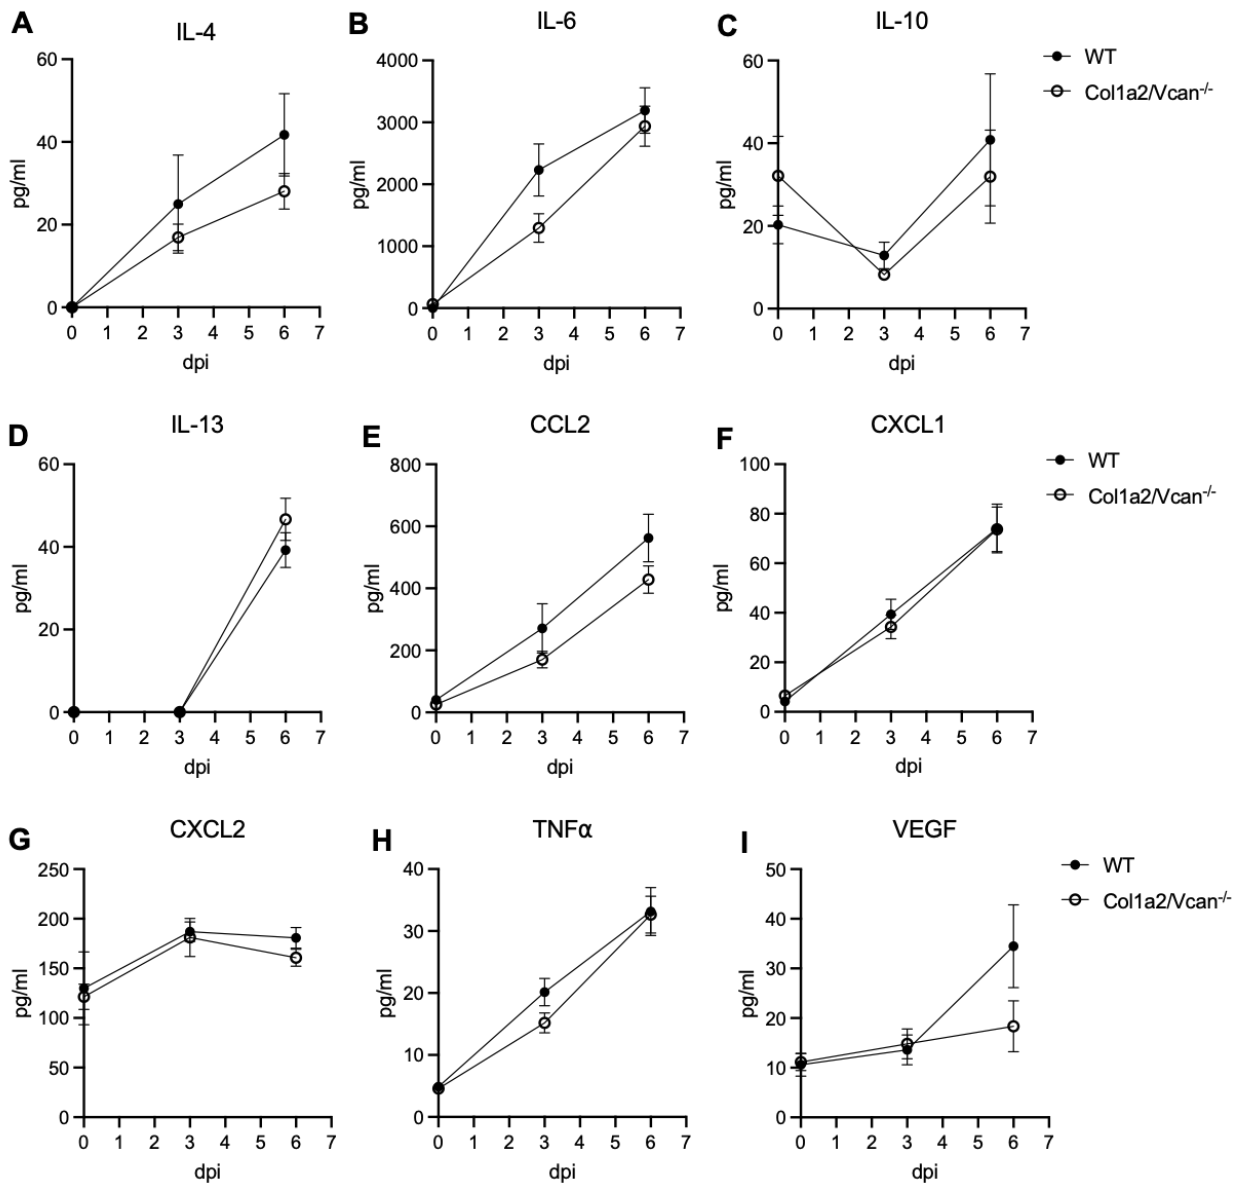 A IL-4
60
40
20
0
pg/ml
0 1 2 3 4 5 6 7
dpi
B IL-6
4000
3000
2000
1000
0
pg/ml
0 1 2 3 4 5 6 7
dpi
C IL-10
60
40
20
0
pg/ml
0 1 2 3 4 5 6 7
dpi
WT
Col1a2/Vcan-/-
D IL-13
60
40
20
0
pg/ml
0 1 2 3 4 5 6 7
dpi
E CCL2
800
600
400
200
0
pg/ml
0 1 2 3 4 5 6 7
dpi
F CXCL1
100
80
60
40
20
0
pg/ml
0 1 2 3 4 5 6 7
dpi
WT
Col1a2/Vcan-/-
G CXCL2
250
200
150
100
50
0
pg/ml
0 1 2 3 4 5 6 7
dpi
H TNFα
40
30
20
10
0
pg/ml
0 1 2 3 4 5 6 7
dpi
I VEGF
50
40
30
20
10
0
pg/ml
0 1 2 3 4 5 6 7
dpi
WT
Col1a2/Vcan-/-